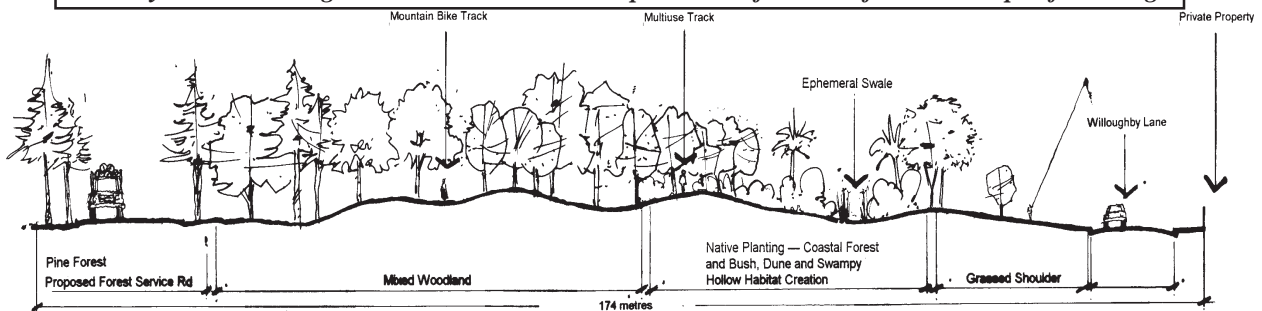 Mountain Bike Track
Multiuse Track
Private Property
Ephemeral Swale
Willoughby Lane
Pine Forest
Proposed Forest Service Rd
Mixed Woodland
Native Planting — Coastal Forest
and Bush, Dune and Swampy
Hollow Habitat Creation
Grassed Shoulder
174 metres